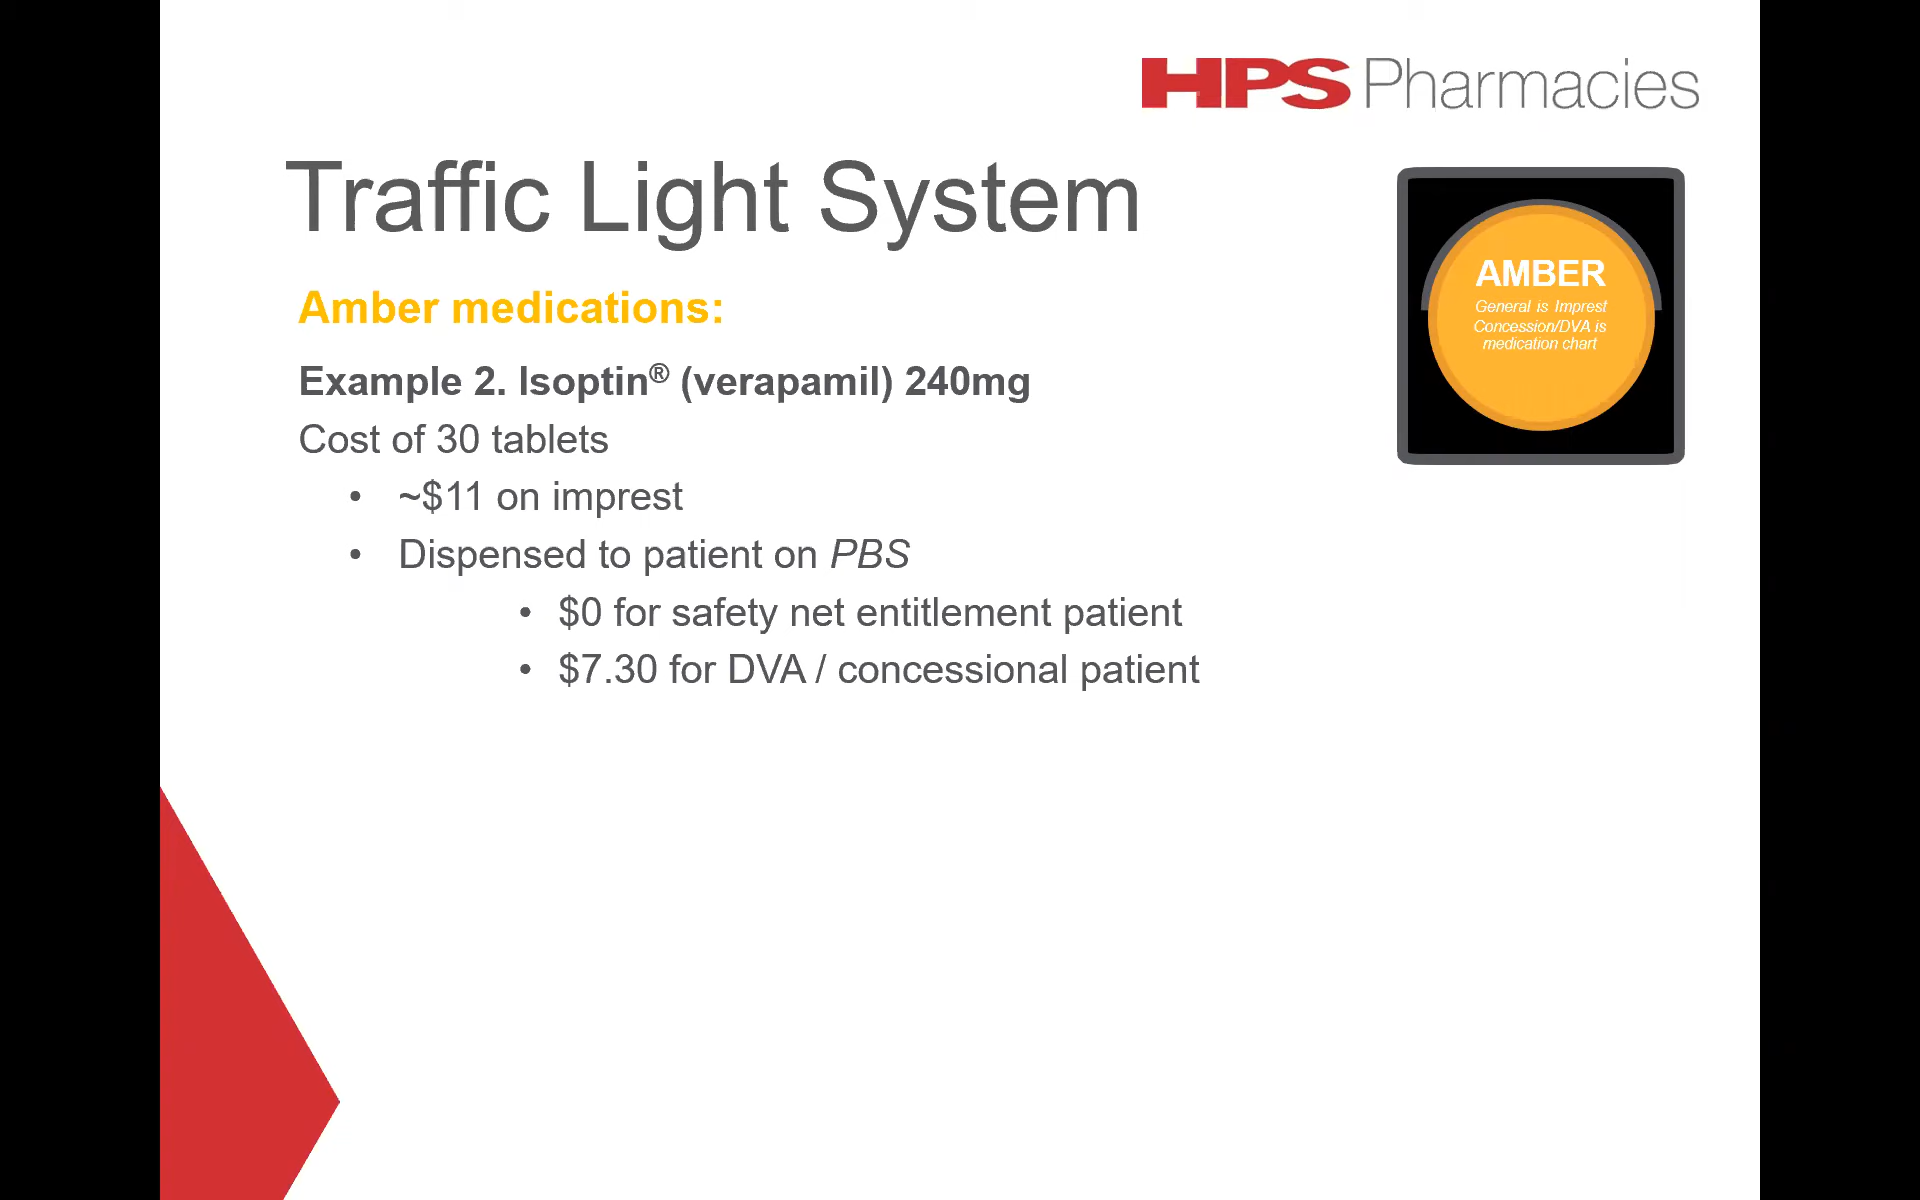 HPS Pharmacies
Traffic Light System
AMBER
General is Imprest
Concession/DVA is
medication chart
Amber medications:
Example 2. Isoptin® (verapamil) 240mg
Cost of 30 tablets
• ~$11 on imprest
• Dispensed to patient on PBS
• $0 for safety net entitlement patient
• $7.30 for DVA / concessional patient